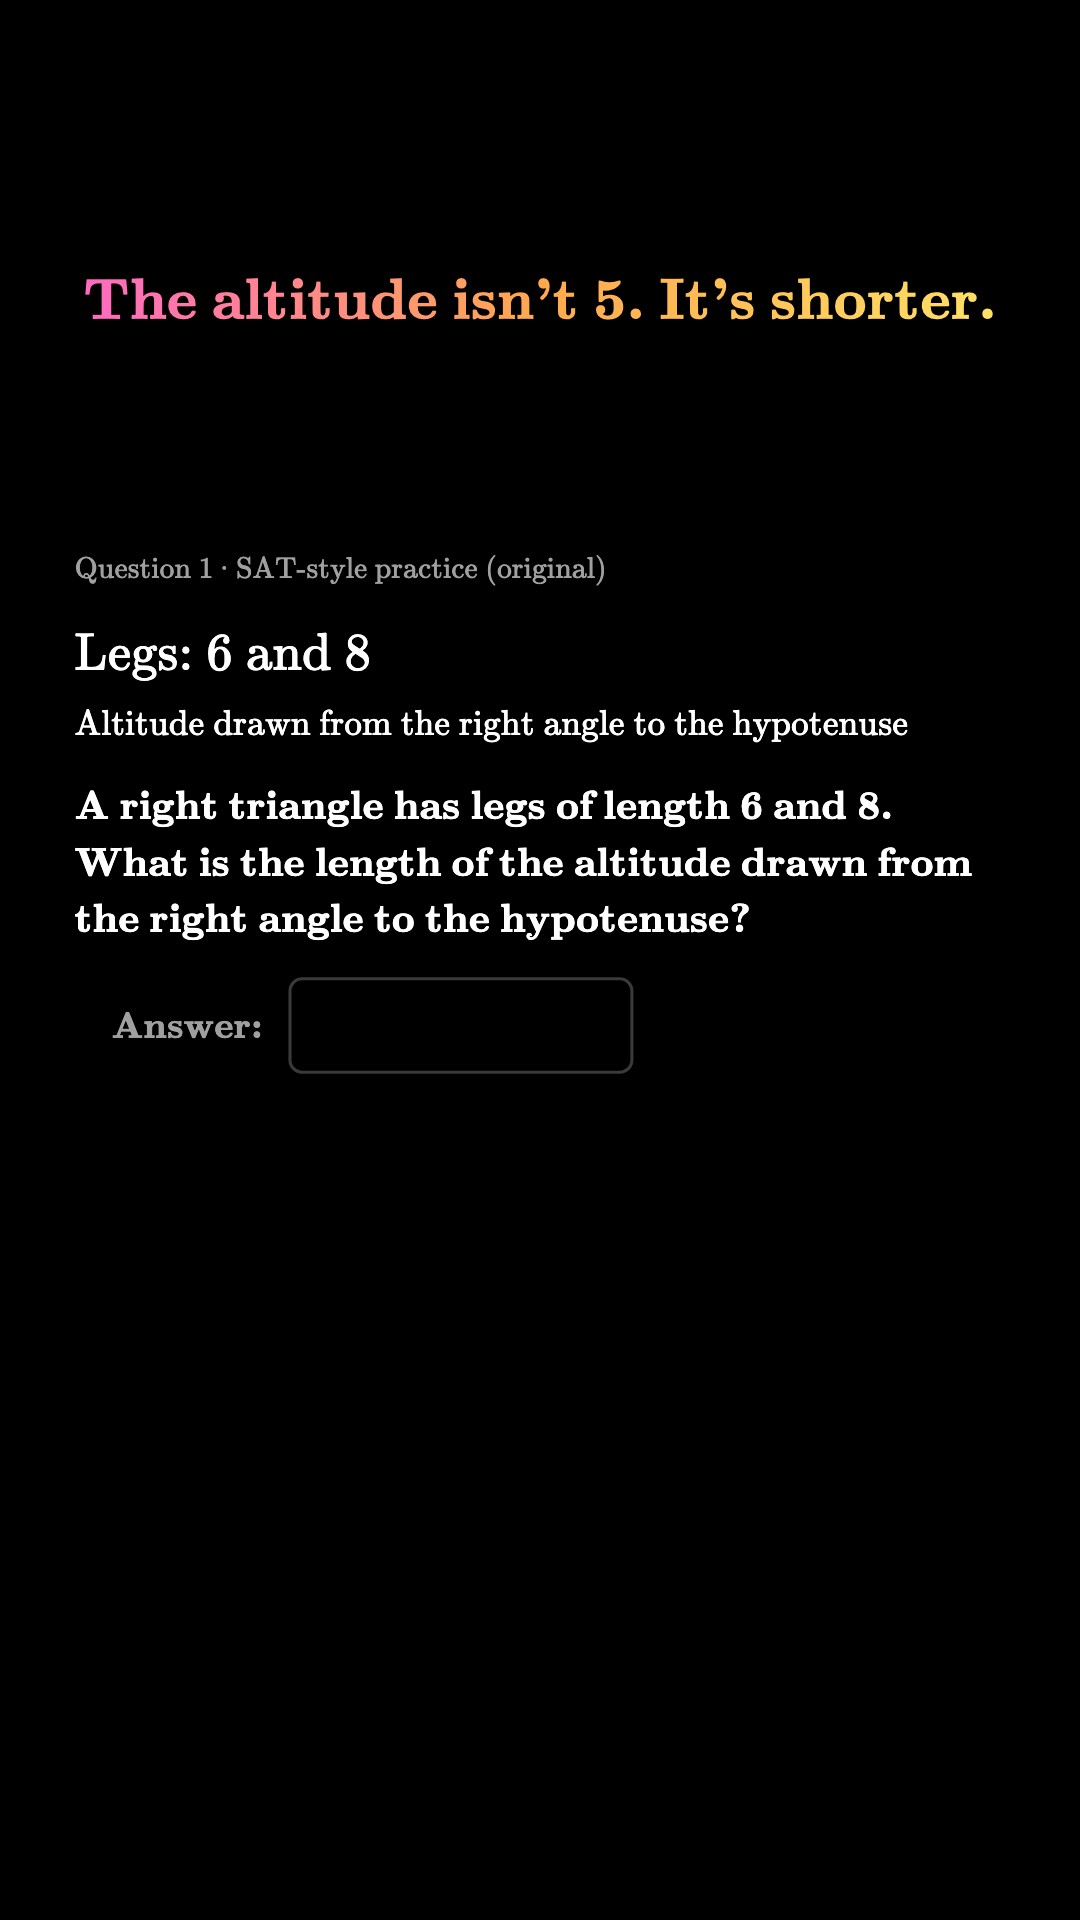 The altitude isn’t 5. It’s shorter.
Question 1 · SAT-style practice (original)
Legs: 6 and 8
Altitude drawn from the right angle to the hypotenuse
A right triangle has legs of length 6 and 8.
What is the length of the altitude drawn from
the right angle to the hypotenuse?
Answer: